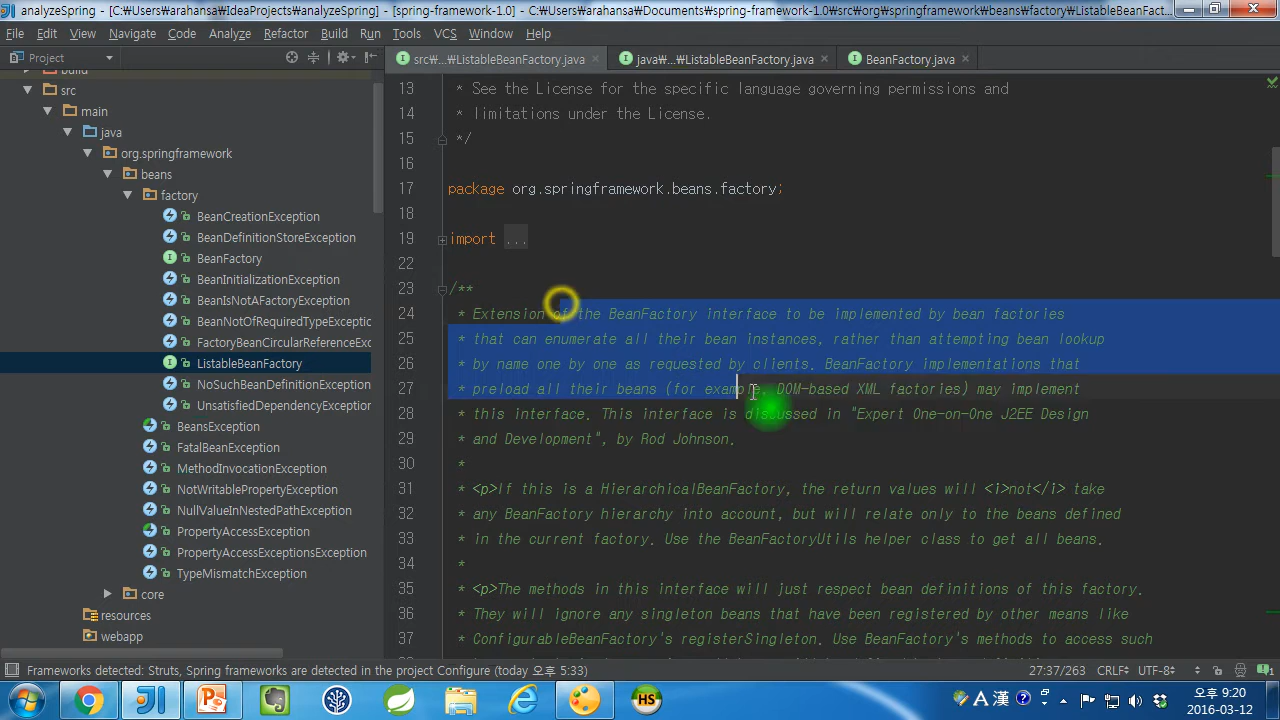 analyzeSpring - [C:\Users\arahansa\IdeaProjects\analyzeSpring] - [spring-framework-1.0] - C:\Users\arahansa\Documents\spring-framework-1.0\src\org\springframework\beans\factory\ListableBeanFact...
File Edit View Navigate Code Analyze Refactor Build Run Tools VCS Window Help
Project
src\...\ListableBeanFactory.java
java\...\ListableBeanFactory.java
BeanFactory.java
build
src
main
java
org.springframework
beans
factory
BeanCreationException
BeanDefinitionStoreException
BeanFactory
BeanInitializationException
BeanIsNotAFactoryException
BeanNotOfRequiredTypeExceptic
FactoryBeanCircularReferenceExc
ListableBeanFactory
NoSuchBeanDefinitionException
UnsatisfiedDependencyException
BeansException
FatalBeanException
MethodInvocationException
NotWritablePropertyException
NullValueInNestedPathException
PropertyAccessException
PropertyAccessExceptionsException
TypeMismatchException
core
resources
webapp
13 * See the License for the specific language governing permissions and
14 * limitations under the License.
15 */
16
17 package org.springframework.beans.factory;
18
19 import ...
22
23 /**
24 * Extension of the BeanFactory interface to be implemented by bean factories
25 * that can enumerate all their bean instances, rather than attempting bean lookup
26 * by name one by one as requested by clients. BeanFactory implementations that
27 * preload all their beans (for example, DOM-based XML factories) may implement
28 * this interface. This interface is discussed in "Expert One-on-One J2EE Design
29 * and Development", by Rod Johnson.
30 *
31 * <p>If this is a HierarchicalBeanFactory, the return values will <i>not</i> take
32 * any BeanFactory hierarchy into account, but will relate only to the beans defined
33 * in the current factory. Use the BeanFactoryUtils helper class to get all beans.
34 *
35 * <p>The methods in this interface will just respect bean definitions of this factory.
36 * They will ignore any singleton beans that have been registered by other means like
37 * ConfigurableBeanFactory's registerSingleton. Use BeanFactory's methods to access such
Frameworks detected: Struts, Spring frameworks are detected in the project Configure (today 오후 5:33)
27:37/263 CRLF UTF-8
1
A 漢
오후 9:20
2016-03-12